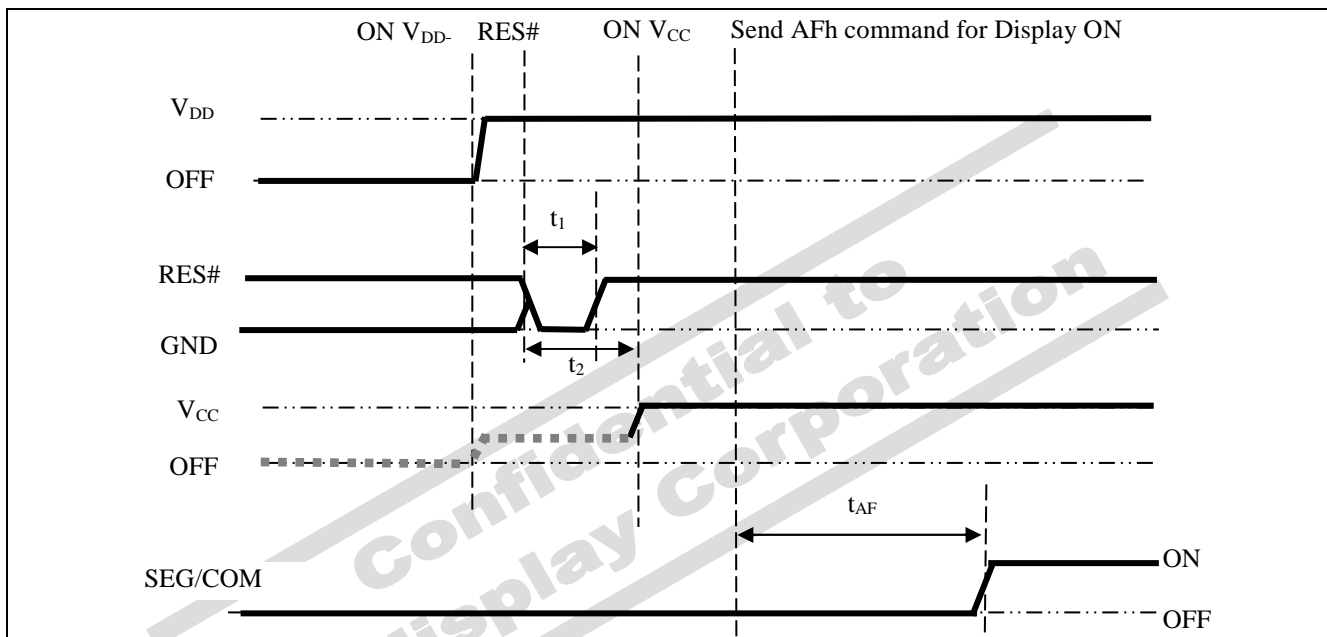 ON VDD- RES# ON VCC Send AFh command for Display ON
VDD
OFF
t1
RES#
GND
t2
VCC
OFF
tAF
SEG/COM
ON
OFF
Confidential to
display Corporation